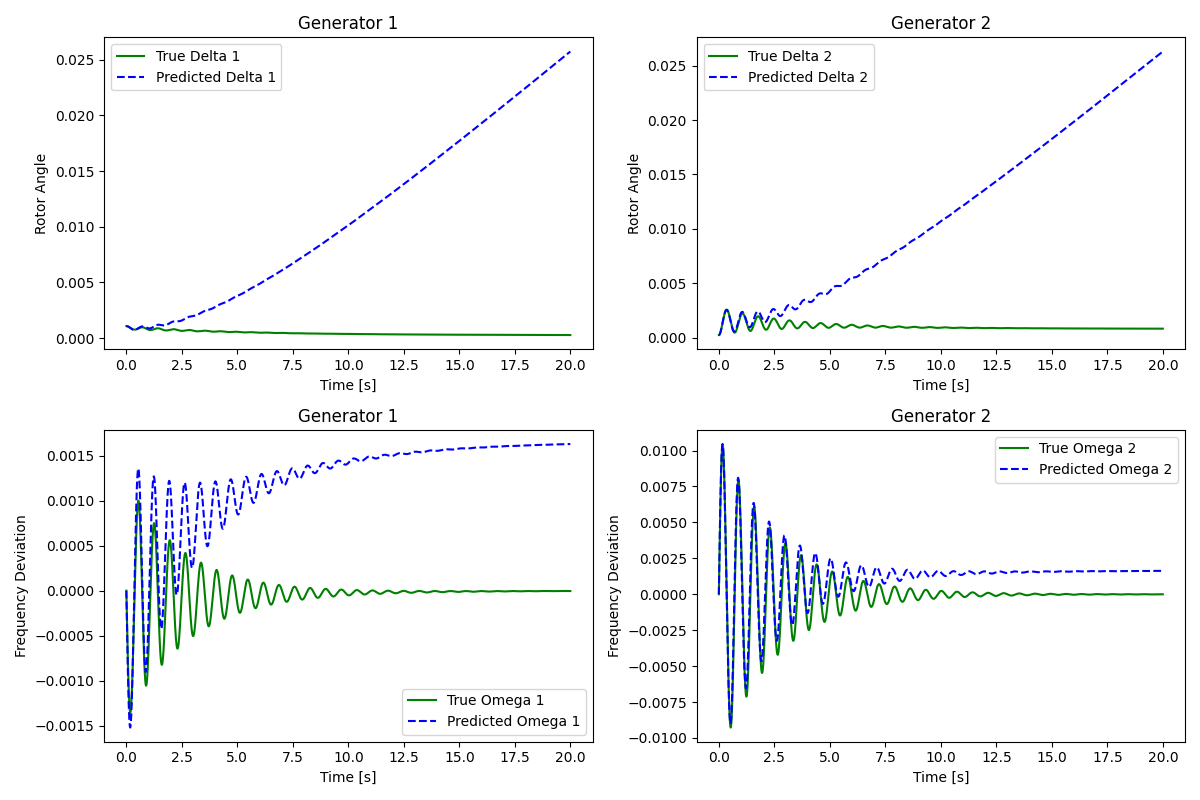 Generator 1
True Delta 1
Predicted Delta 1
Rotor Angle
0.025
0.020
0.015
0.010
0.005
0.000
0.0 2.5 5.0 7.5 10.0 12.5 15.0 17.5 20.0
Time [s]
Generator 2
True Delta 2
Predicted Delta 2
Rotor Angle
0.025
0.020
0.015
0.010
0.005
0.000
0.0 2.5 5.0 7.5 10.0 12.5 15.0 17.5 20.0
Time [s]
Generator 1
True Omega 1
Predicted Omega 1
Frequency Deviation
0.0015
0.0010
0.0005
0.0000
−0.0005
−0.0010
−0.0015
0.0 2.5 5.0 7.5 10.0 12.5 15.0 17.5 20.0
Time [s]
Generator 2
True Omega 2
Predicted Omega 2
Frequency Deviation
0.0100
0.0075
0.0050
0.0025
0.0000
−0.0025
−0.0050
−0.0075
−0.0100
0.0 2.5 5.0 7.5 10.0 12.5 15.0 17.5 20.0
Time [s]